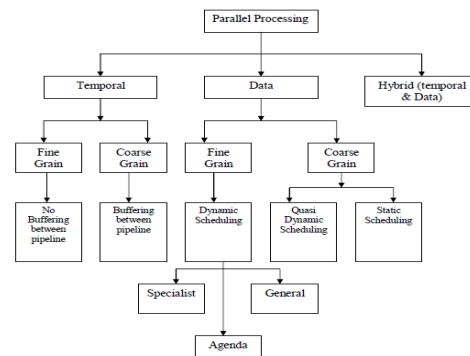 Parallel Processing
Temporal
Data
Hybrid (temporal
& Data)
Fine
Grain
Coarse
Grain
Fine
Grain
Coarse
Grain
No
Buffering
between
pipeline
Buffering
between
pipeline
Dynamic
Scheduling
Quasi
Dynamic
Scheduling
Static
Scheduling
Specialist
General
Agenda